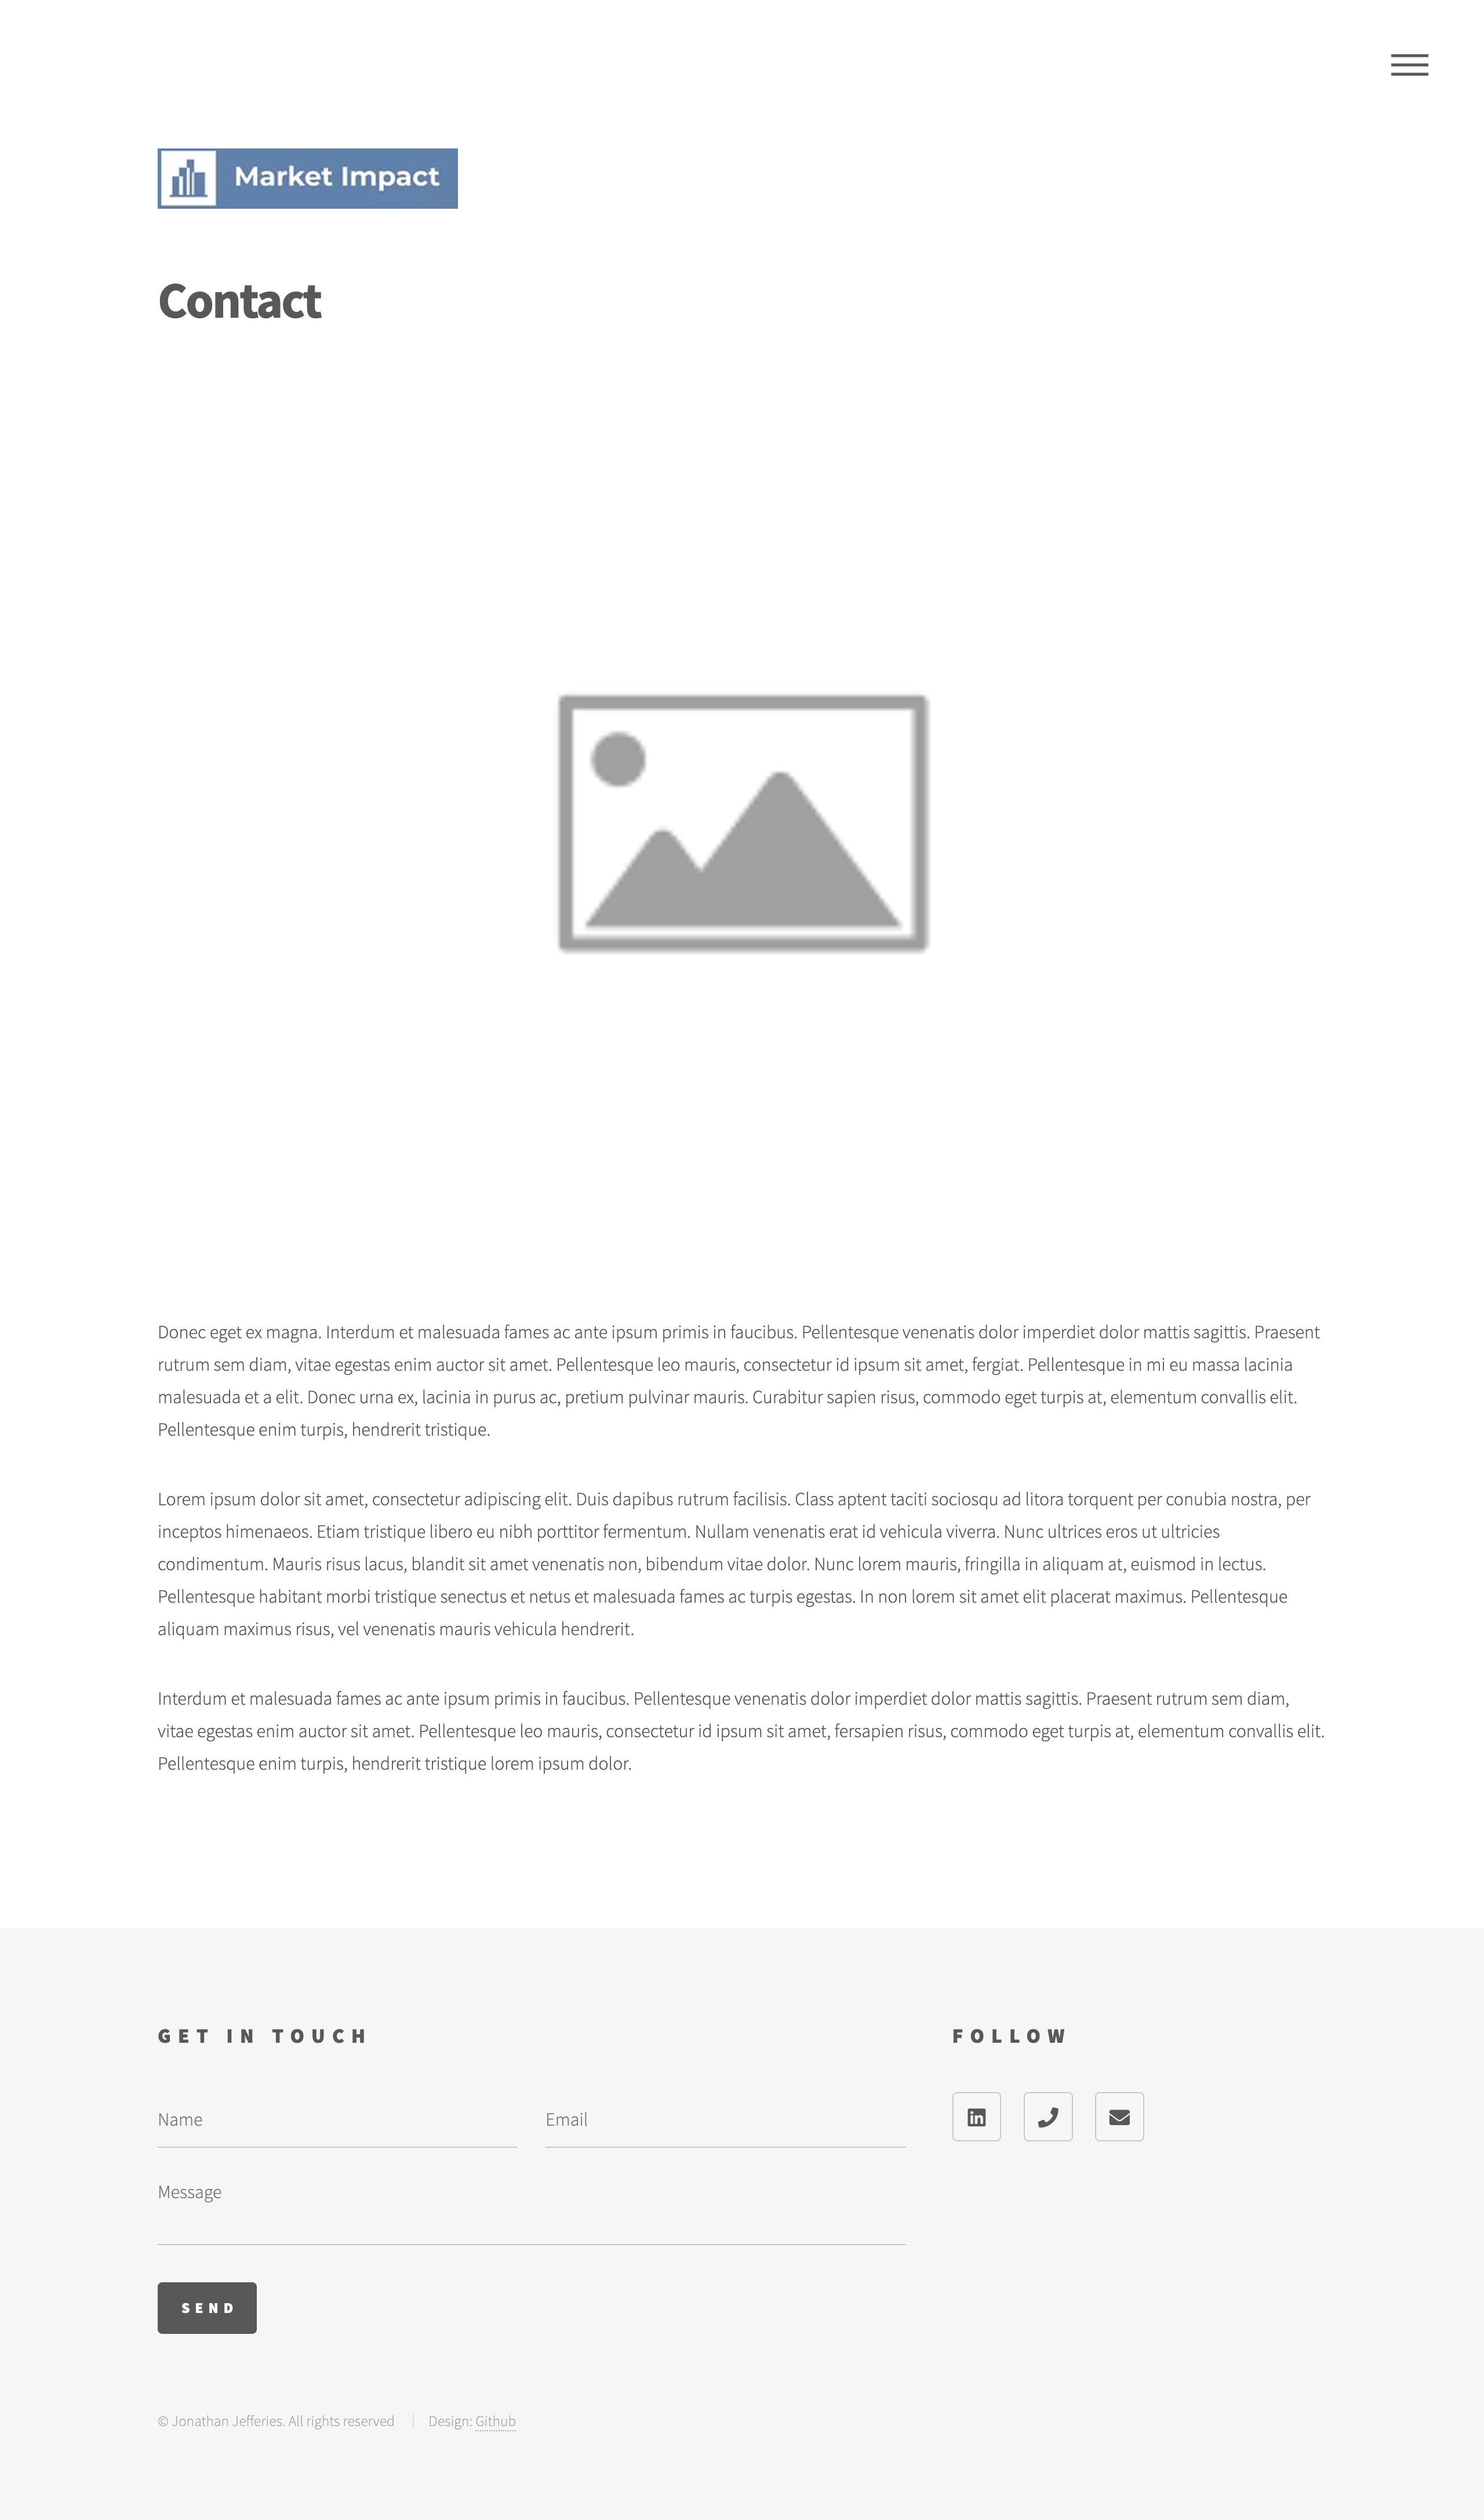 Market Impact
Contact
Donec eget ex magna. Interdum et malesuada fames ac ante ipsum primis in faucibus. Pellentesque venenatis dolor imperdiet dolor mattis sagittis. Praesent
rutrum sem diam, vitae egestas enim auctor sit amet. Pellentesque leo mauris, consectetur id ipsum sit amet, fergiat. Pellentesque in mi eu massa lacinia
malesuada et a elit. Donec urna ex, lacinia in purus ac, pretium pulvinar mauris. Curabitur sapien risus, commodo eget turpis at, elementum convallis elit.
Pellentesque enim turpis, hendrerit tristique.
Lorem ipsum dolor sit amet, consectetur adipiscing elit. Duis dapibus rutrum facilisis. Class aptent taciti sociosqu ad litora torquent per conubia nostra, per
inceptos himenaeos. Etiam tristique libero eu nibh porttitor fermentum. Nullam venenatis erat id vehicula viverra. Nunc ultrices eros ut ultricies
condimentum. Mauris risus lacus, blandit sit amet venenatis non, bibendum vitae dolor. Nunc lorem mauris, fringilla in aliquam at, euismod in lectus.
Pellentesque habitant morbi tristique senectus et netus et malesuada fames ac turpis egestas. In non lorem sit amet elit placerat maximus. Pellentesque
aliquam maximus risus, vel venenatis mauris vehicula hendrerit.
Interdum et malesuada fames ac ante ipsum primis in faucibus. Pellentesque venenatis dolor imperdiet dolor mattis sagittis. Praesent rutrum sem diam,
vitae egestas enim auctor sit amet. Pellentesque leo mauris, consectetur id ipsum sit amet, fersapien risus, commodo eget turpis at, elementum convallis elit.
Pellentesque enim turpis, hendrerit tristique lorem ipsum dolor.
GET IN TOUCH
Name
Email
Message
SEND
FOLLOW
© Jonathan Jefferies. All rights reserved
Design: Github